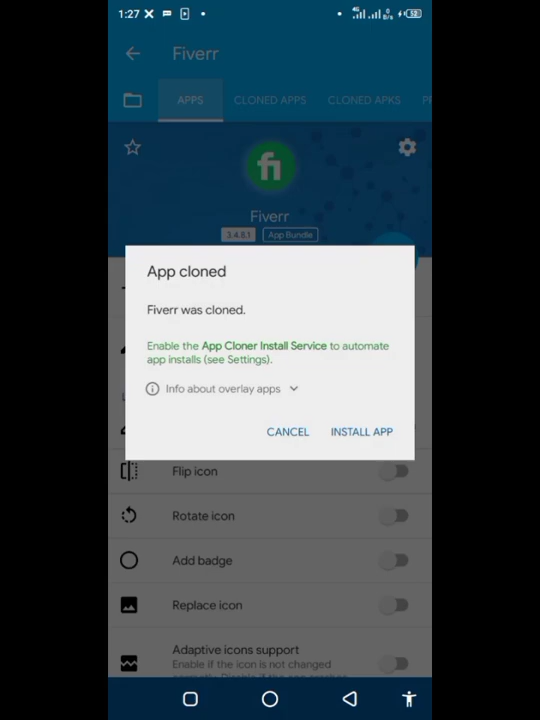 1:27
Fiverr
APPS
CLONED APPS
CLONED APKS
fi
Fiverr
3.4.6.1
App Bundle
App cloned
Fiverr was cloned.
Enable the App Cloner Install Service to automate
app installs (see Settings).
Info about overlay apps
CANCEL
INSTALL APP
Flip icon
Rotate icon
Add badge
Replace icon
Adaptive icons support
Enable if the icon is not changed